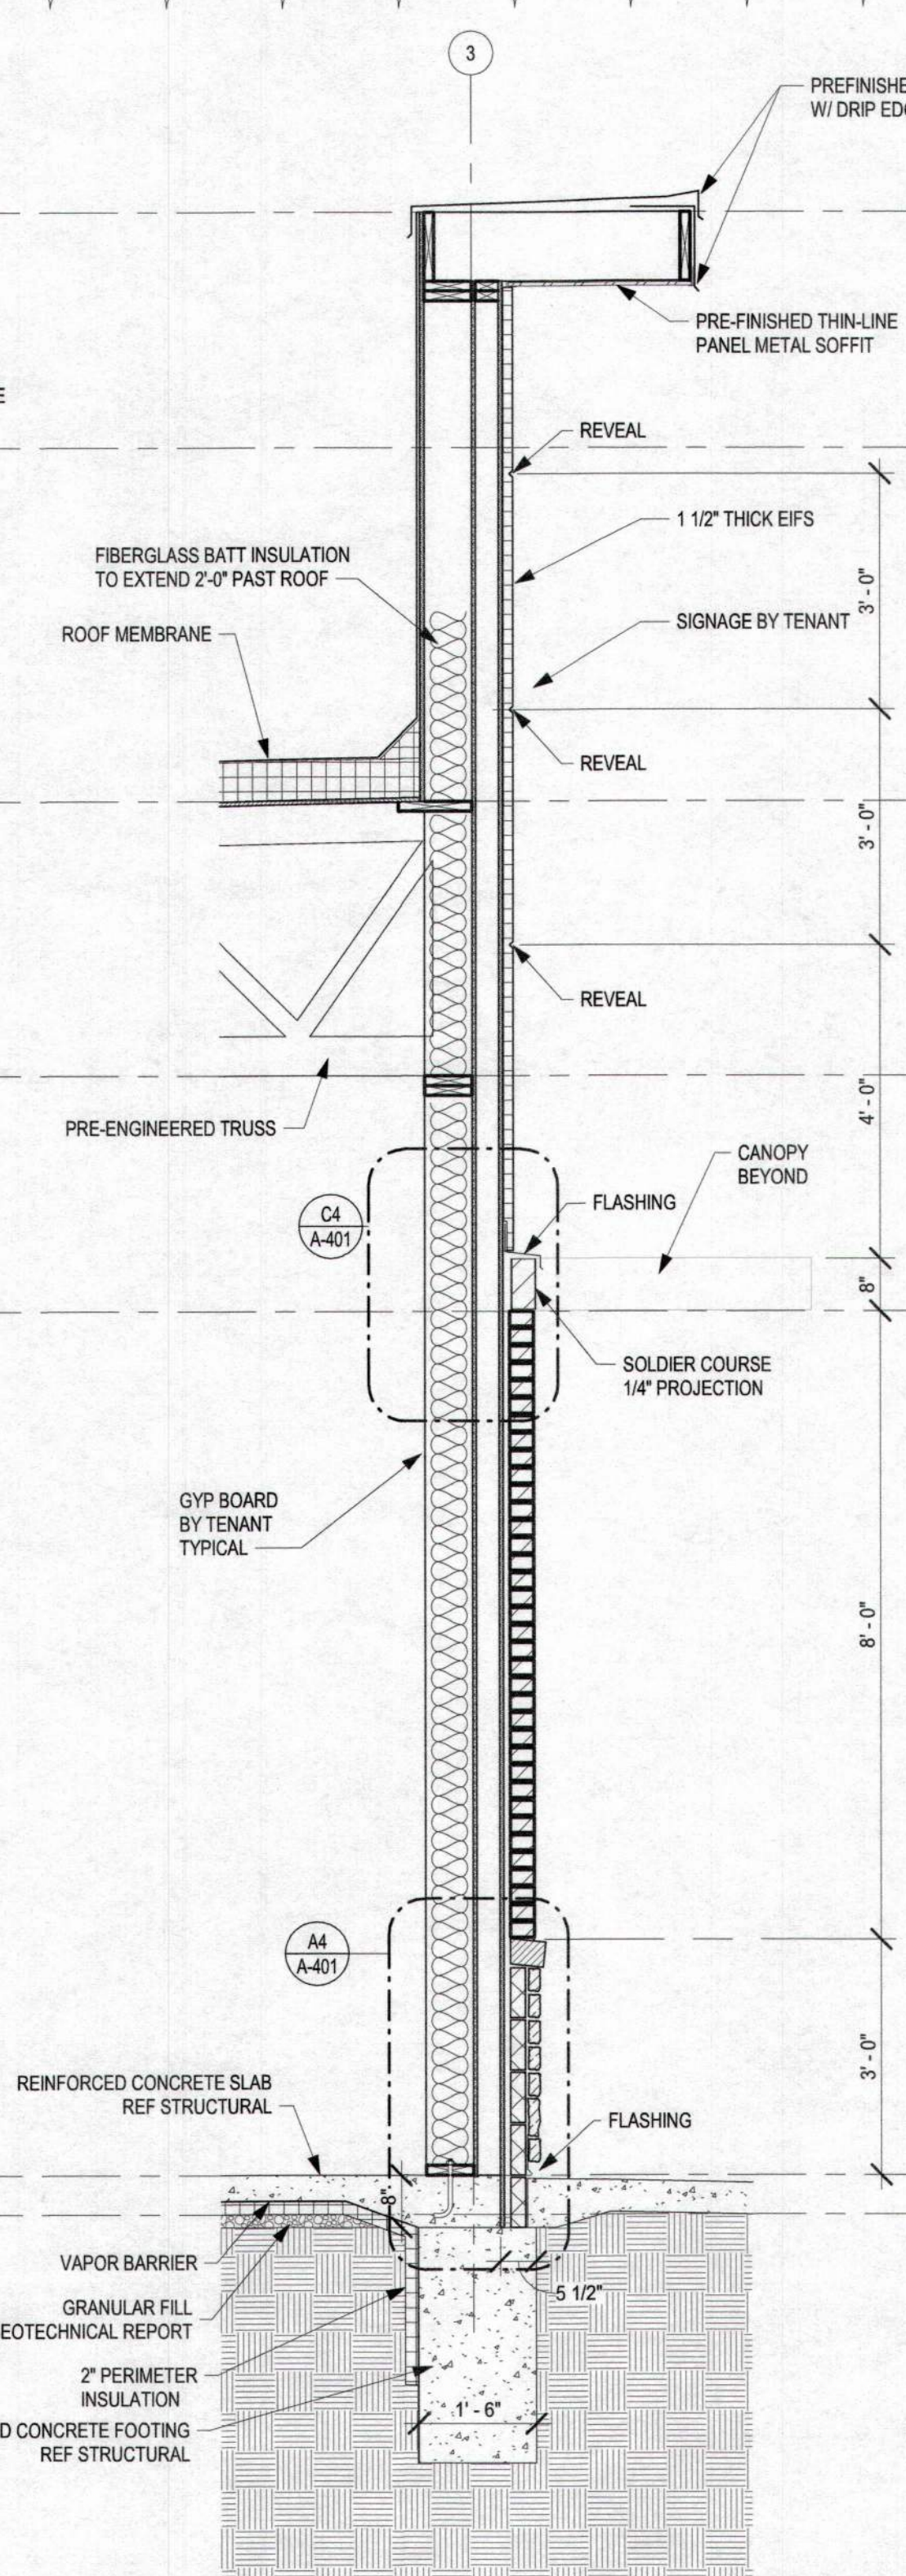 3
PREFINISHE
W/ DRIP EDG
PRE-FINISHED THIN-LINE
PANEL METAL SOFFIT
E
REVEAL
1 1/2" THICK EIFS
FIBERGLASS BATT INSULATION
TO EXTEND 2'-0" PAST ROOF
3' - 0"
SIGNAGE BY TENANT
ROOF MEMBRANE
REVEAL
3' - 0"
REVEAL
PRE-ENGINEERED TRUSS
4' - 0"
CANOPY
BEYOND
FLASHING
C4
A-401
8"
SOLDIER COURSE
1/4" PROJECTION
GYP BOARD
BY TENANT
TYPICAL
8' - 0"
A4
A-401
3' - 0"
REINFORCED CONCRETE SLAB
REF STRUCTURAL
FLASHING
8"
VAPOR BARRIER
5 1/2"
GRANULAR FILL
EOTECHNICAL REPORT
2" PERIMETER
INSULATION
1' - 6"
D CONCRETE FOOTING
REF STRUCTURAL